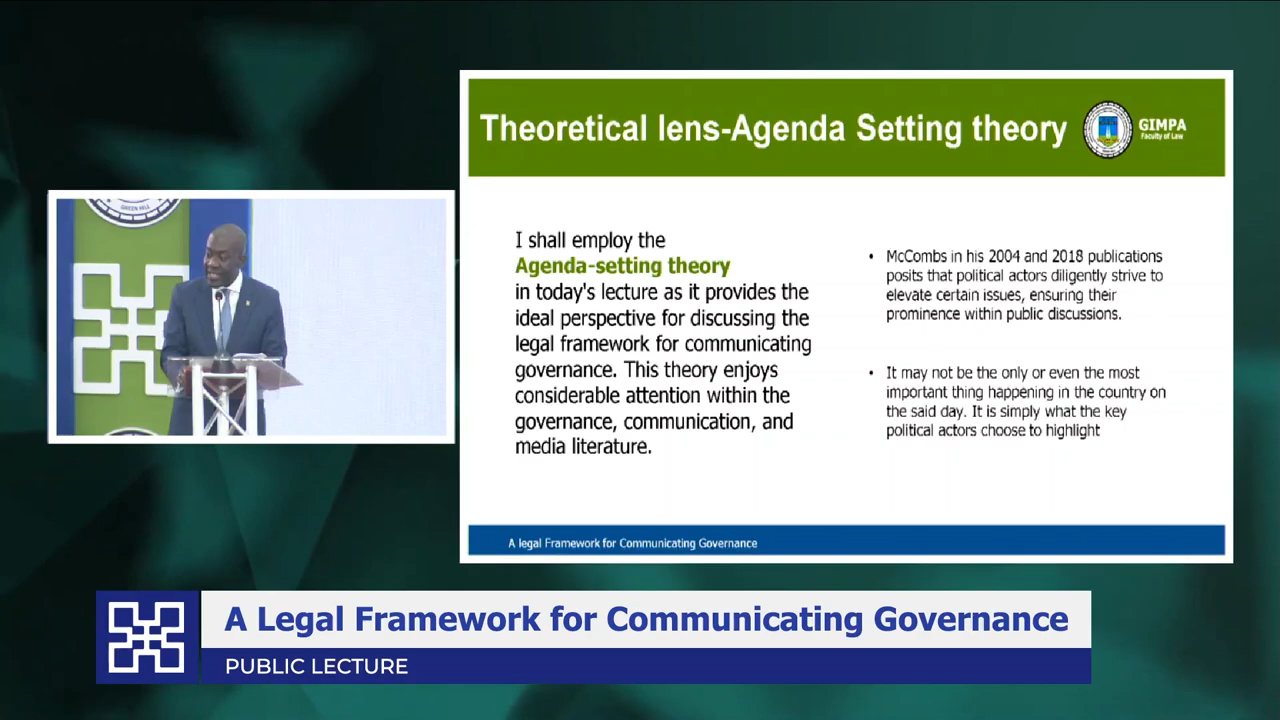 Theoretical lens-Agenda Setting theory
GIMPA
Faculty of Law
GREEN HILL
I shall employ the
Agenda-setting theory
in today's lecture as it provides the
ideal perspective for discussing the
legal framework for communicating
governance. This theory enjoys
considerable attention within the
governance, communication, and
media literature.
• McCombs in his 2004 and 2018 publications
posits that political actors diligently strive to
elevate certain issues, ensuring their
prominence within public discussions.
• It may not be the only or even the most
important thing happening in the country on
the said day. It is simply what the key
political actors choose to highlight
A legal Framework for Communicating Governance
A Legal Framework for Communicating Governance
PUBLIC LECTURE